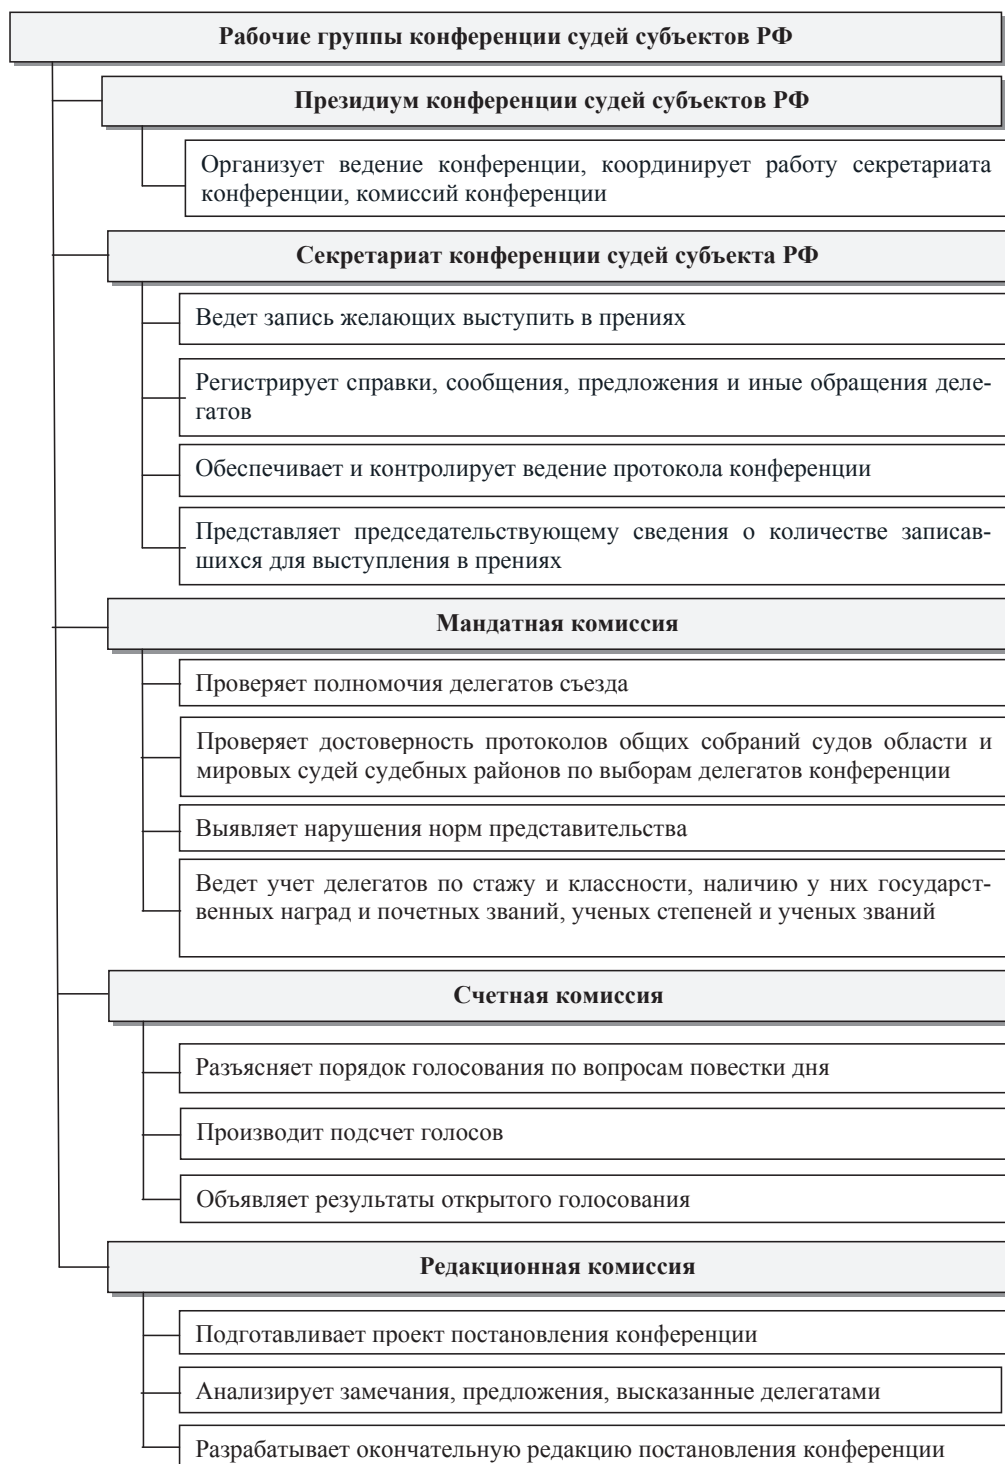 Рабочие группы конференции судей субъектов РФ
Президиум конференции судей субъектов РФ
Организует ведение конференции, координирует работу секретариата
конференции, комиссий конференции
Секретариат конференции судей субъекта РФ
Ведет запись желающих выступить в прениях
Регистрирует справки, сообщения, предложения и иные обращения деле-
гатов
Обеспечивает и контролирует ведение протокола конференции
Представляет председательствующему сведения о количестве записав-
шихся для выступления в прениях
Мандатная комиссия
Проверяет полномочия делегатов съезда
Проверяет достоверность протоколов общих собраний судов области и
мировых судей судебных районов по выборам делегатов конференции
Выявляет нарушения норм представительства
Ведет учет делегатов по стажу и классности, наличию у них государст-
венных наград и почетных званий, ученых степеней и ученых званий
Счетная комиссия
Разъясняет порядок голосования по вопросам повестки дня
Производит подсчет голосов
Объявляет результаты открытого голосования
Редакционная комиссия
Подготавливает проект постановления конференции
Анализирует замечания, предложения, высказанные делегатами
Разрабатывает окончательную редакцию постановления конференции